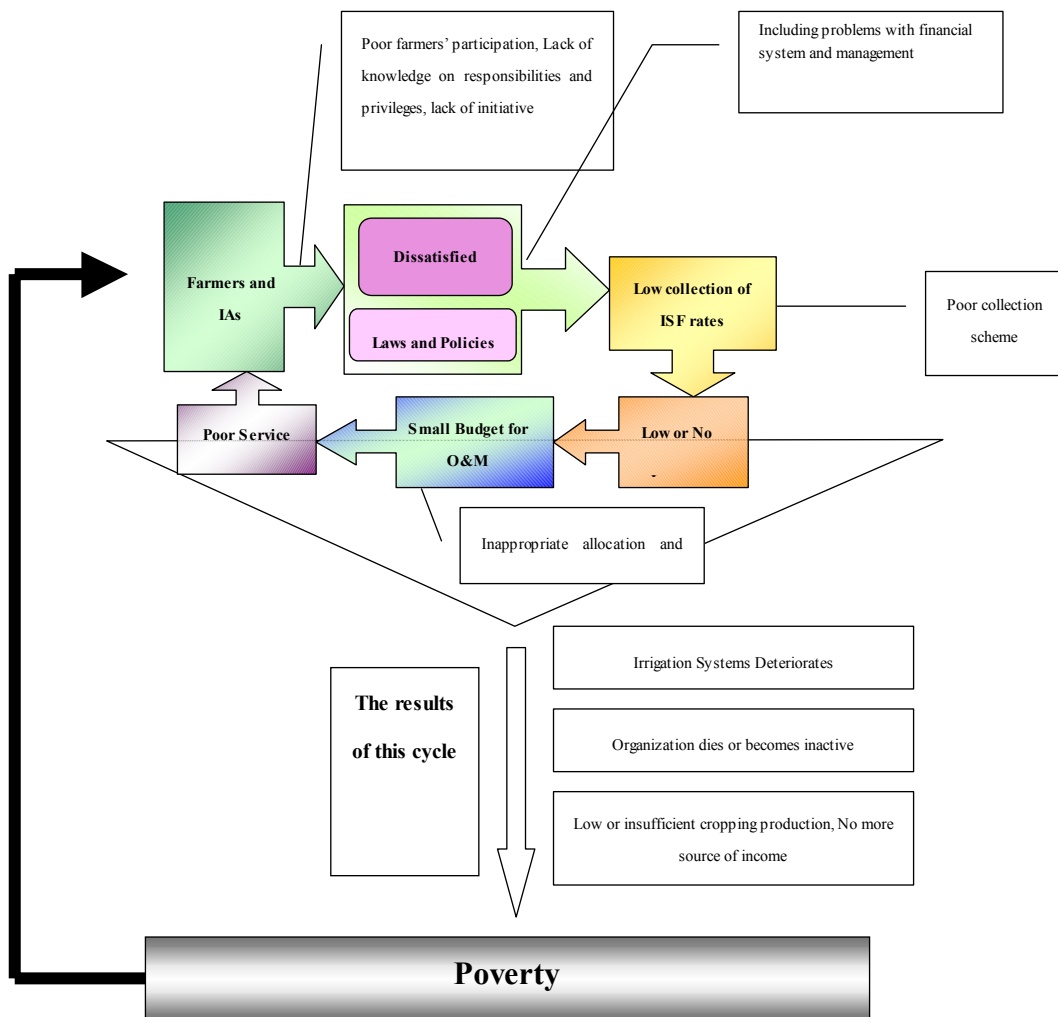 Poor farmers' participation, Lack of
knowledge on responsibilities and
privileges, lack of initiative
Including problems with financial
system and management
Farmers and
IAs
Dissatisfied
Laws and Policies
Low collection of
ISF rates
Poor collection
scheme
Poor Service
Small Budget for
O&M
Low or No
Inappropriate allocation and
The results
of this cycle
Irrigation Systems Deteriorates
Organization dies or becomes inactive
Low or insufficient cropping production, No more
source of income
Poverty